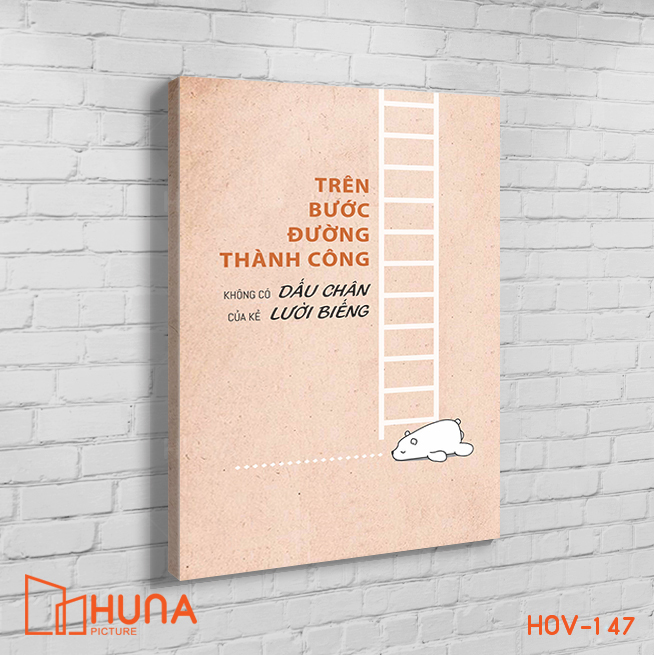 TRÊN
BƯỚC
ĐƯỜNG
THÀNH CÔNG
KHÔNG CÓ DẤU CHÂN
CỦA KẺ LƯỜI BIẾNG
HUNA
PICTURE
HOV-147